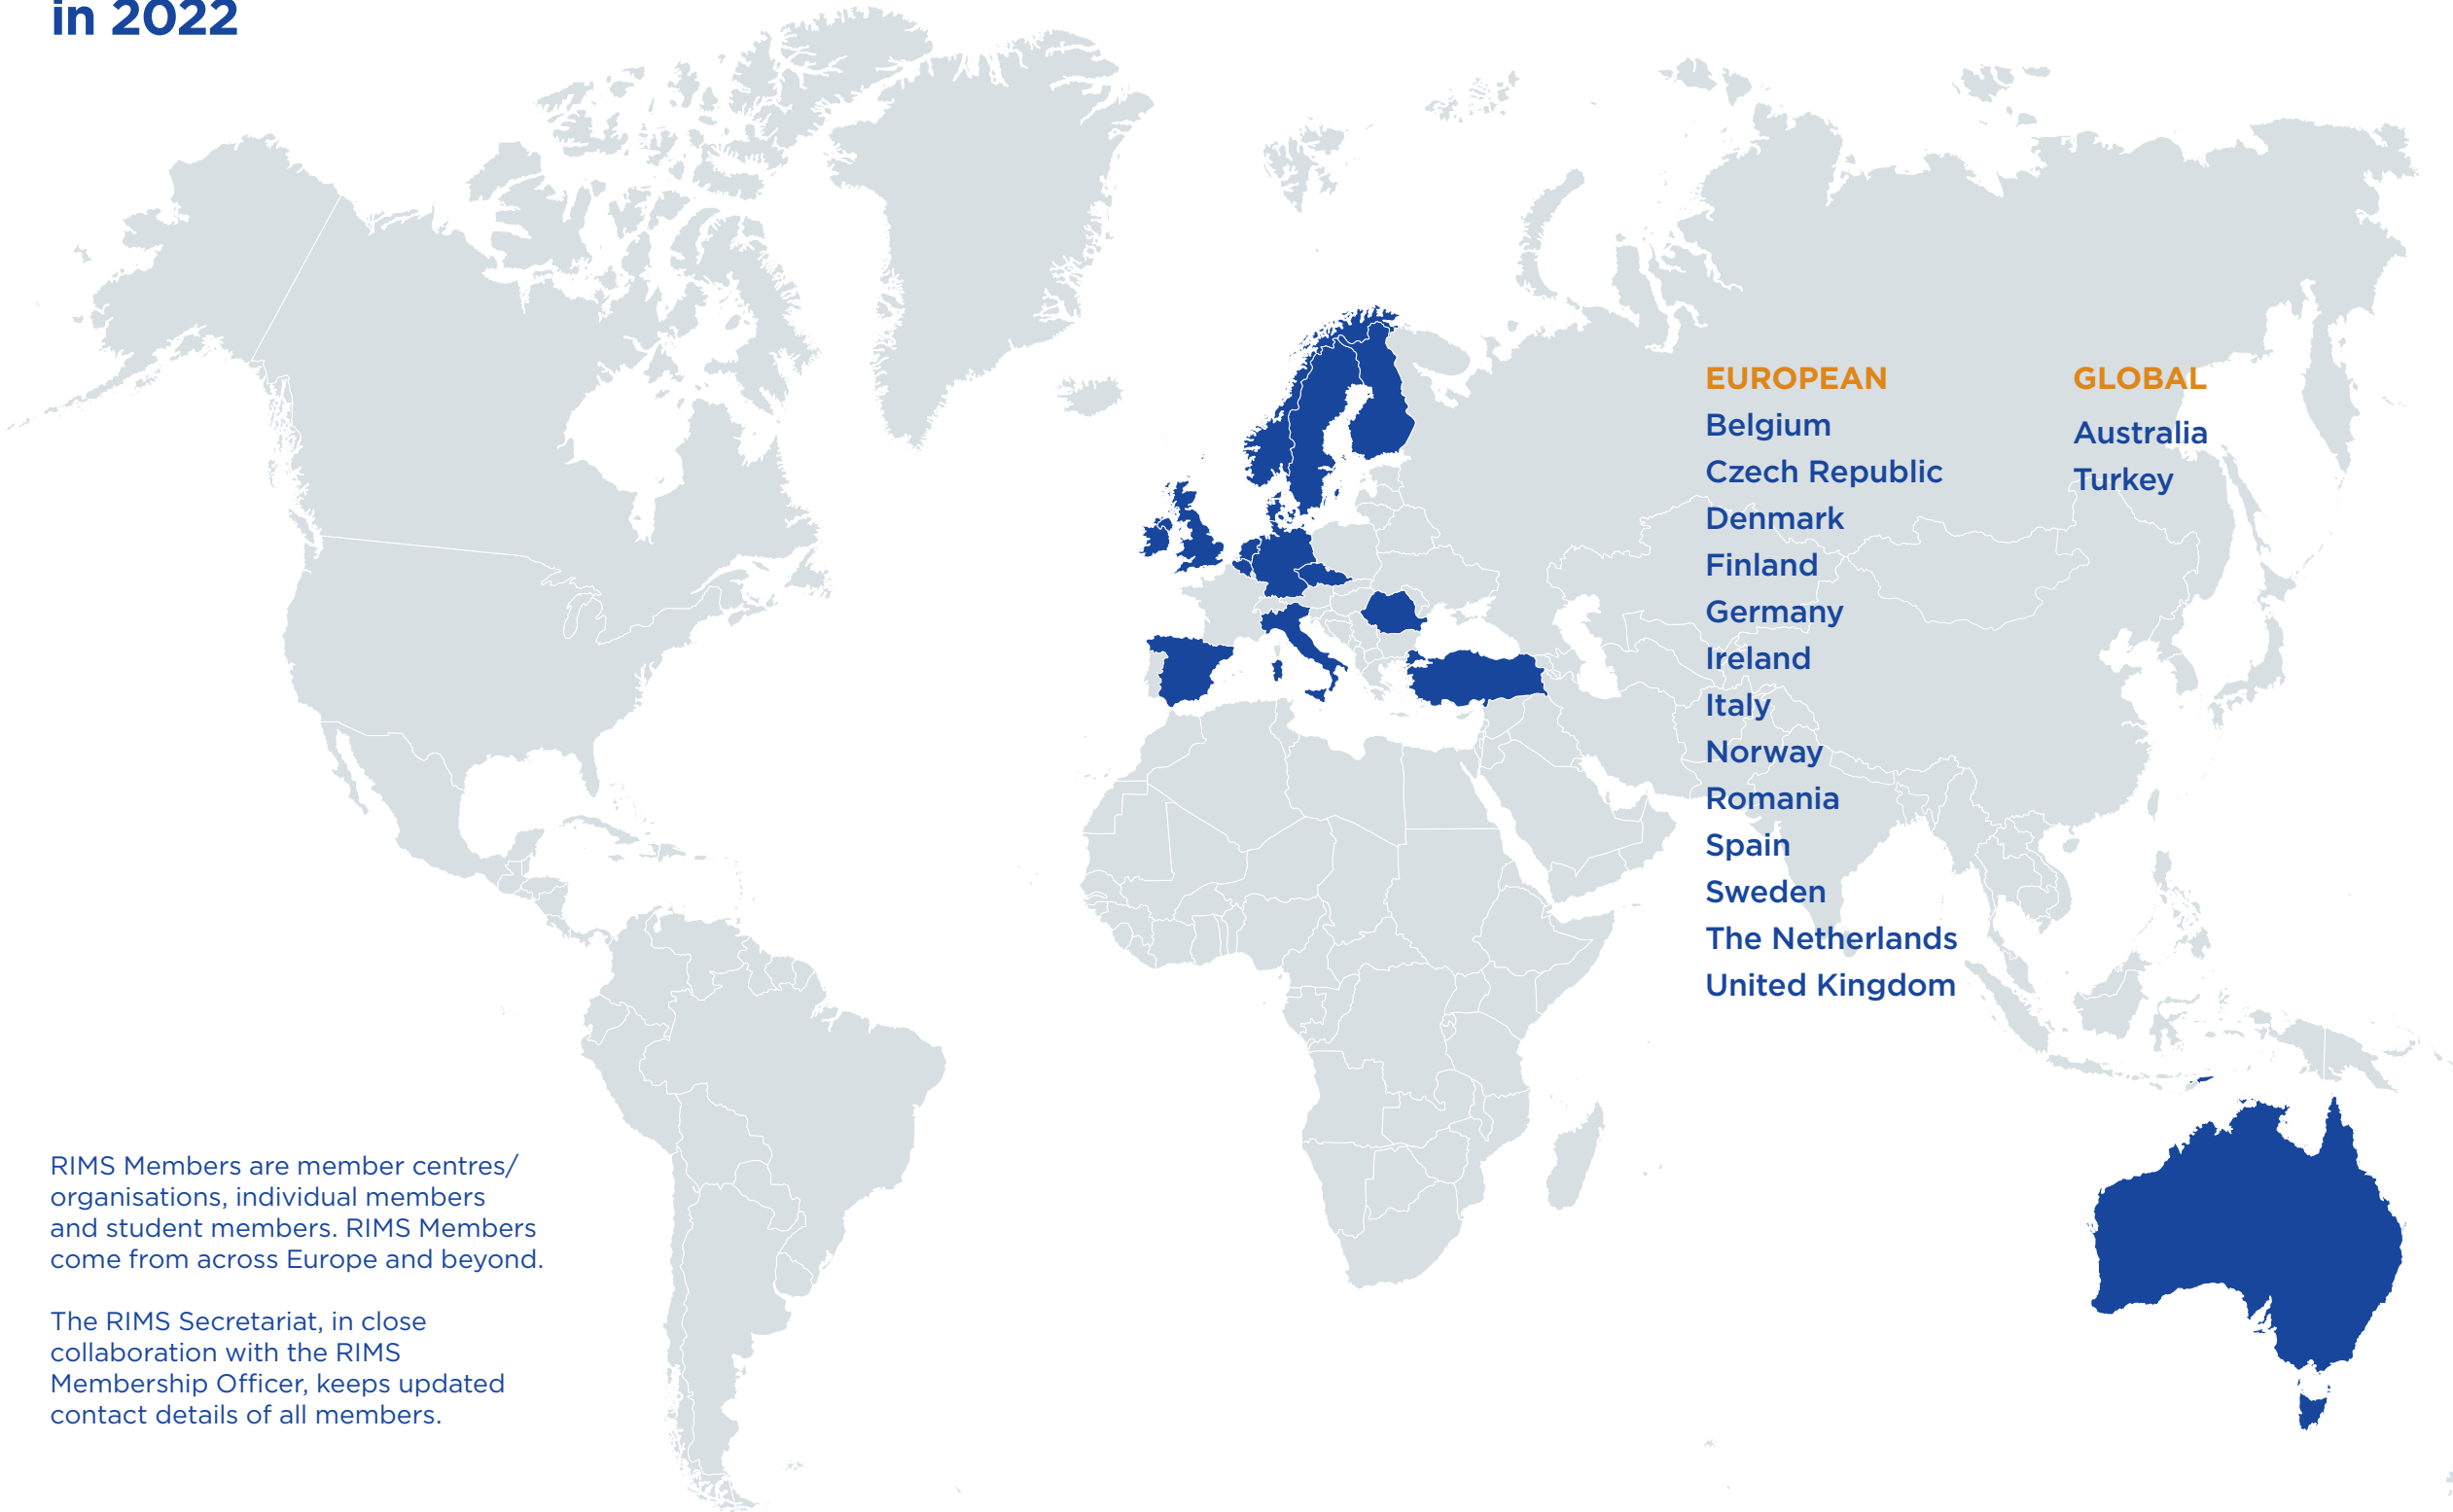 in 2022
EUROPEAN
Belgium
Czech Republic
Denmark
Finland
Germany
Ireland
Italy
Norway
Romania
Spain
Sweden
The Netherlands
United Kingdom
GLOBAL
Australia
Turkey
RIMS Members are member centres/
organisations, individual members
and student members. RIMS Members
come from across Europe and beyond.
The RIMS Secretariat, in close
collaboration with the RIMS
Membership Officer, keeps updated
contact details of all members.